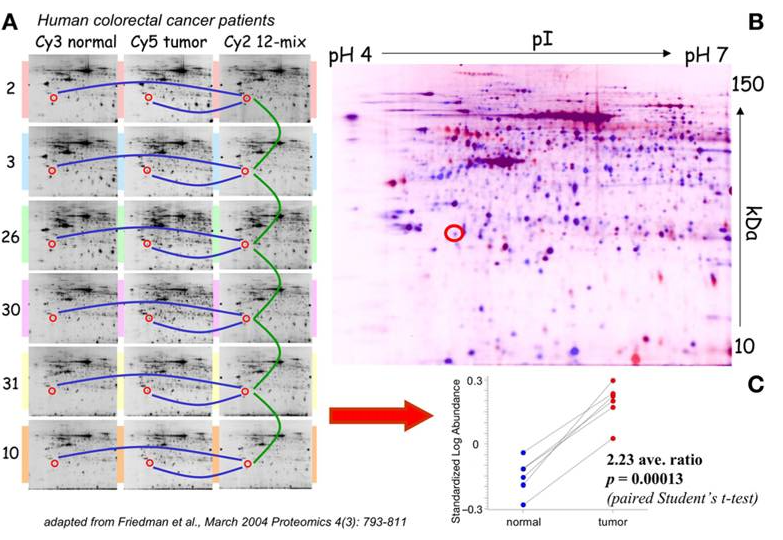 A
Human colorectal cancer patients
Cy3 normal Cy5 tumor Cy2 12-mix
2
3
26
30
31
10
B
pI
pH 4 pH 7
150
kDa
10
C
Standardized Log Abundance
0.3
0
−0.3
normal tumor
2.23 ave. ratio
p = 0.00013
(paired Student's t-test)
adapted from Friedman et al., March 2004 Proteomics 4(3): 793-811